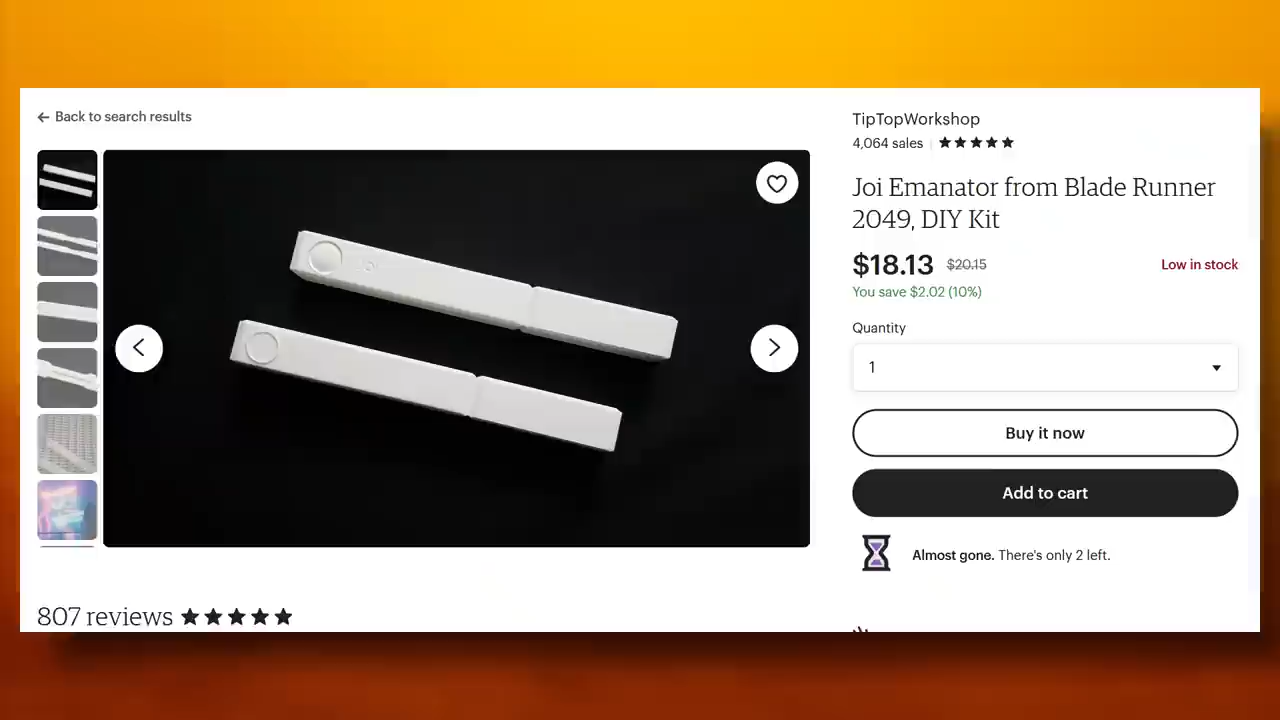 Back to search results
TipTopWorkshop
4,064 sales
Joi Emanator from Blade Runner
2049, DIY Kit
$18.13 $20.15 Low in stock
You save $2.02 (10%)
Quantity
1
Buy it now
Add to cart
Almost gone. There's only 2 left.
807 reviews